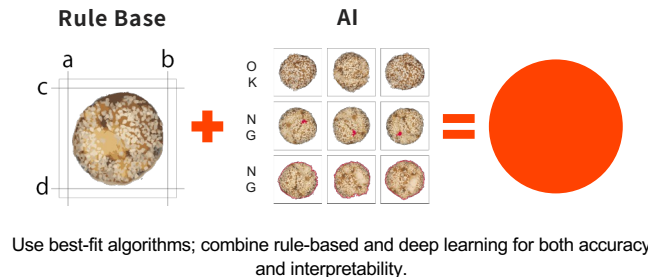 Rule Base
AI
a
b
c
d
O
K
N
G
N
G
Use best-fit algorithms; combine rule-based and deep learning for both accuracy
and interpretability.